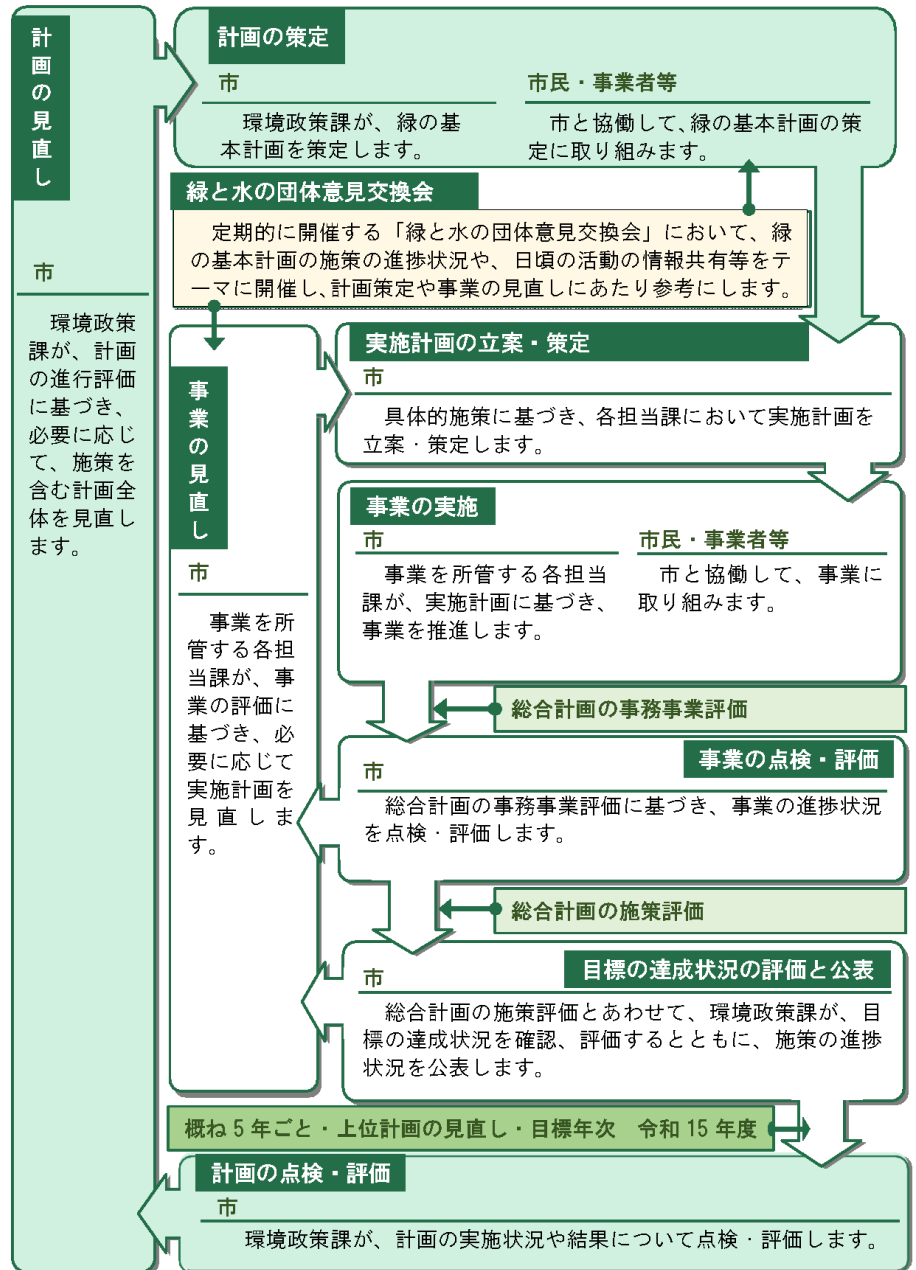 計画の見直し
市
環境政策
課が、計画
の進行評価
に基づき、
必要に応じ
て、施策を
含む計画全
体を見直し
ます。
計画の策定
市
環境政策課が、緑の基
本計画を策定します。
市民・事業者等
市と協働して、緑の基本計画の策
定に取り組みます。
緑と水の団体意見交換会
定期的に開催する「緑と水の団体意見交換会」において、緑
の基本計画の施策の進捗状況や、日頃の活動の情報共有等をテ
ーマに開催し、計画策定や事業の見直しにあたり参考にします。
事業の見直し
市
事業を所
管する各担
当課が、事
業の評価に
基づき、必
要に応じて
実施計画を
見直しま
す。
実施計画の立案・策定
市
具体的施策に基づき、各担当課において実施計画を
立案・策定します。
事業の実施
市
事業を所管する各担当
課が、実施計画に基づき、
事業を推進します。
市民・事業者等
市と協働して、事業に
取り組みます。
総合計画の事務事業評価
事業の点検・評価
市
総合計画の事務事業評価に基づき、事業の進捗状況
を点検・評価します。
総合計画の施策評価
目標の達成状況の評価と公表
市
総合計画の施策評価とあわせて、環境政策課が、目
標の達成状況を確認、評価するとともに、施策の進捗
状況を公表します。
概ね5年ごと・上位計画の見直し・目標年次 令和15年度
計画の点検・評価
市
環境政策課が、計画の実施状況や結果について点検・評価します。